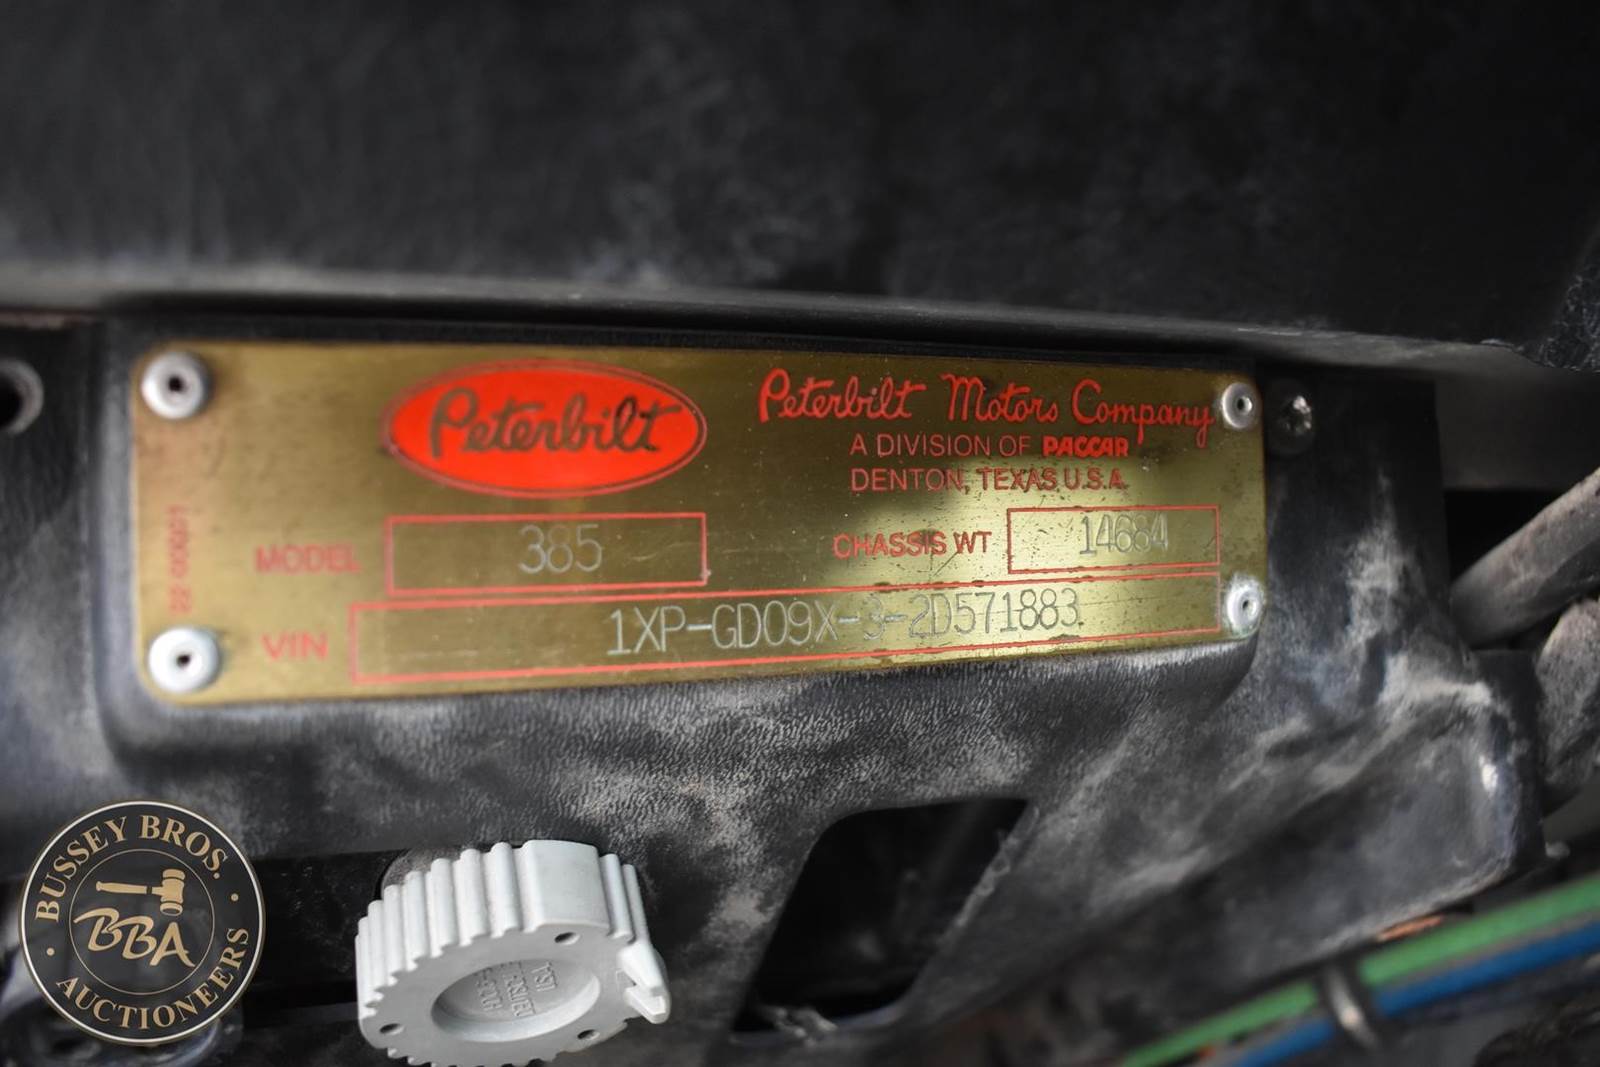 Peterbilt
Peterbilt Motors Company
A DIVISION OF PACCAR
DENTON, TEXAS U.S.A.
MODEL 385
CHASSIS WT 14684
VIN 1XP-GD09X-3-2D571883
BUSSEY BROS.
BBA
AUCTIONEERS